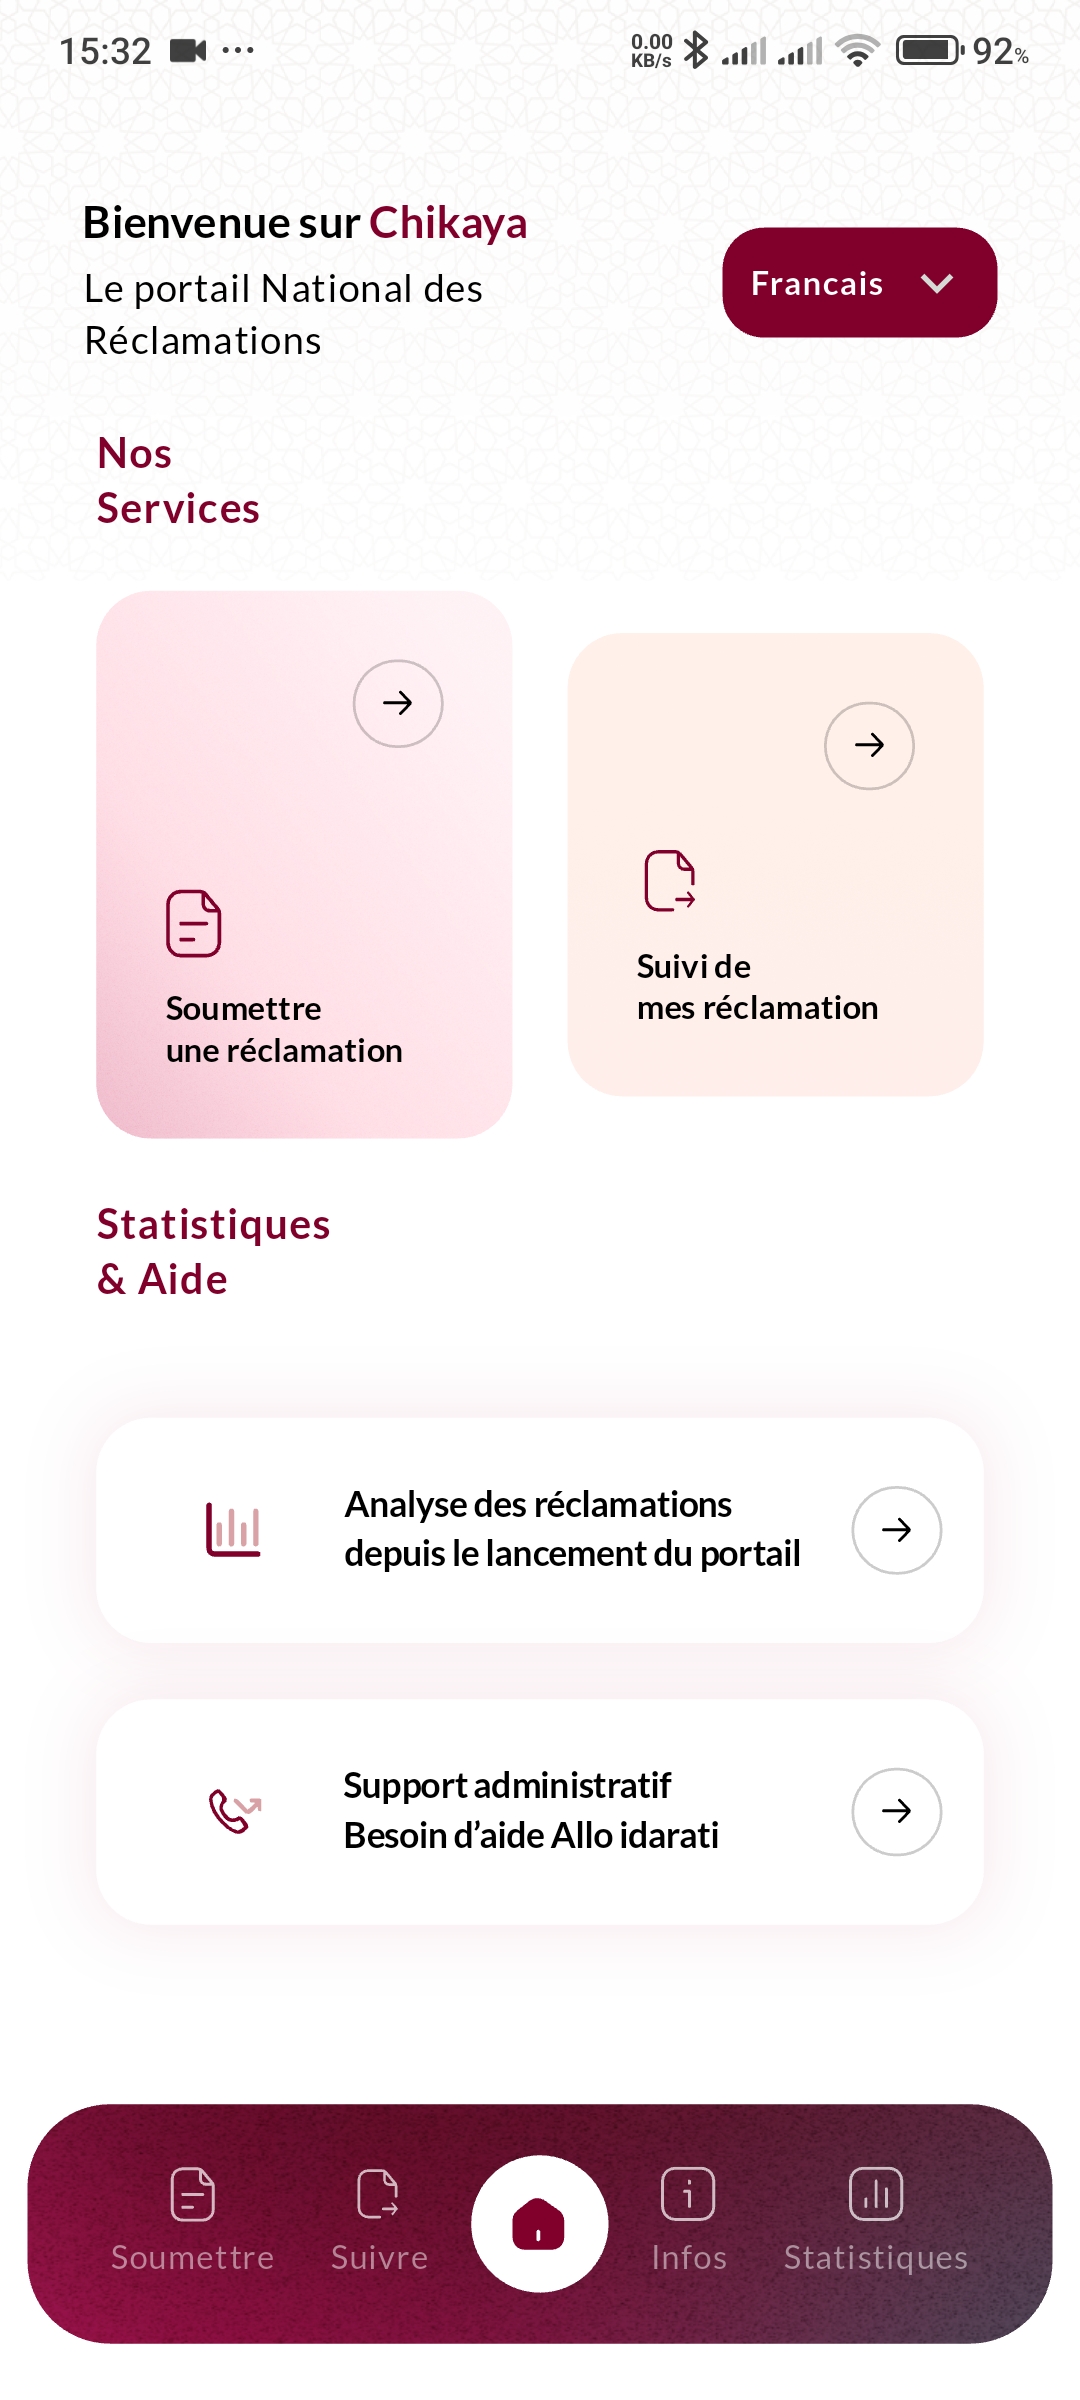 15:32 0.00 KB/s 92%
Bienvenue sur Chikaya
Le portail National des
Réclamations
Francais
Nos
Services
Soumettre
une réclamation
Suivi de
mes réclamation
Statistiques
& Aide
Analyse des réclamations
depuis le lancement du portail
Support administratif
Besoin d’aide Allo idarati
Soumettre
Suivre
Infos
Statistiques